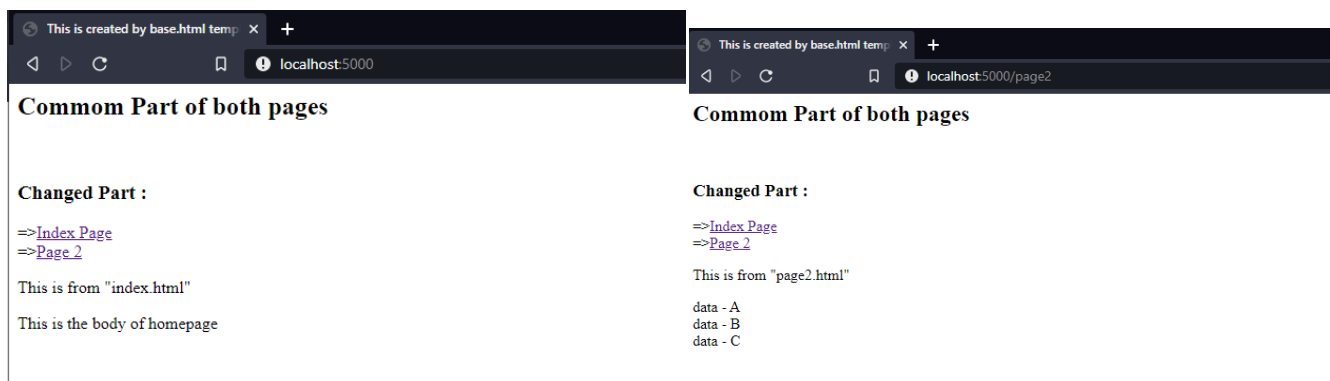 This is created by base.html temp
localhost:5000
Commom Part of both pages
Changed Part :
=>Index Page
=>Page 2
This is from "index.html"
This is the body of homepage
This is created by base.html temp
localhost:5000/page2
Commom Part of both pages
Changed Part :
=>Index Page
=>Page 2
This is from "page2.html"
data - A
data - B
data - C